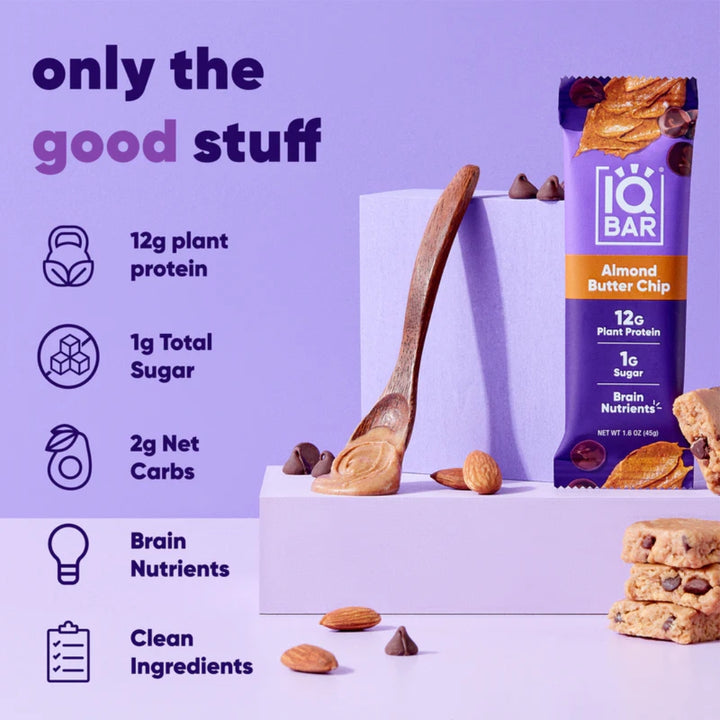 only the
good stuff
12g plant
protein
1g Total
Sugar
2g Net
Carbs
Brain
Nutrients
Clean
Ingredients
IQ
BAR
Almond
Butter Chip
12G
Plant Protein
1G
Sugar
Brain
Nutrients
NET WT 1.6 OZ (45g)